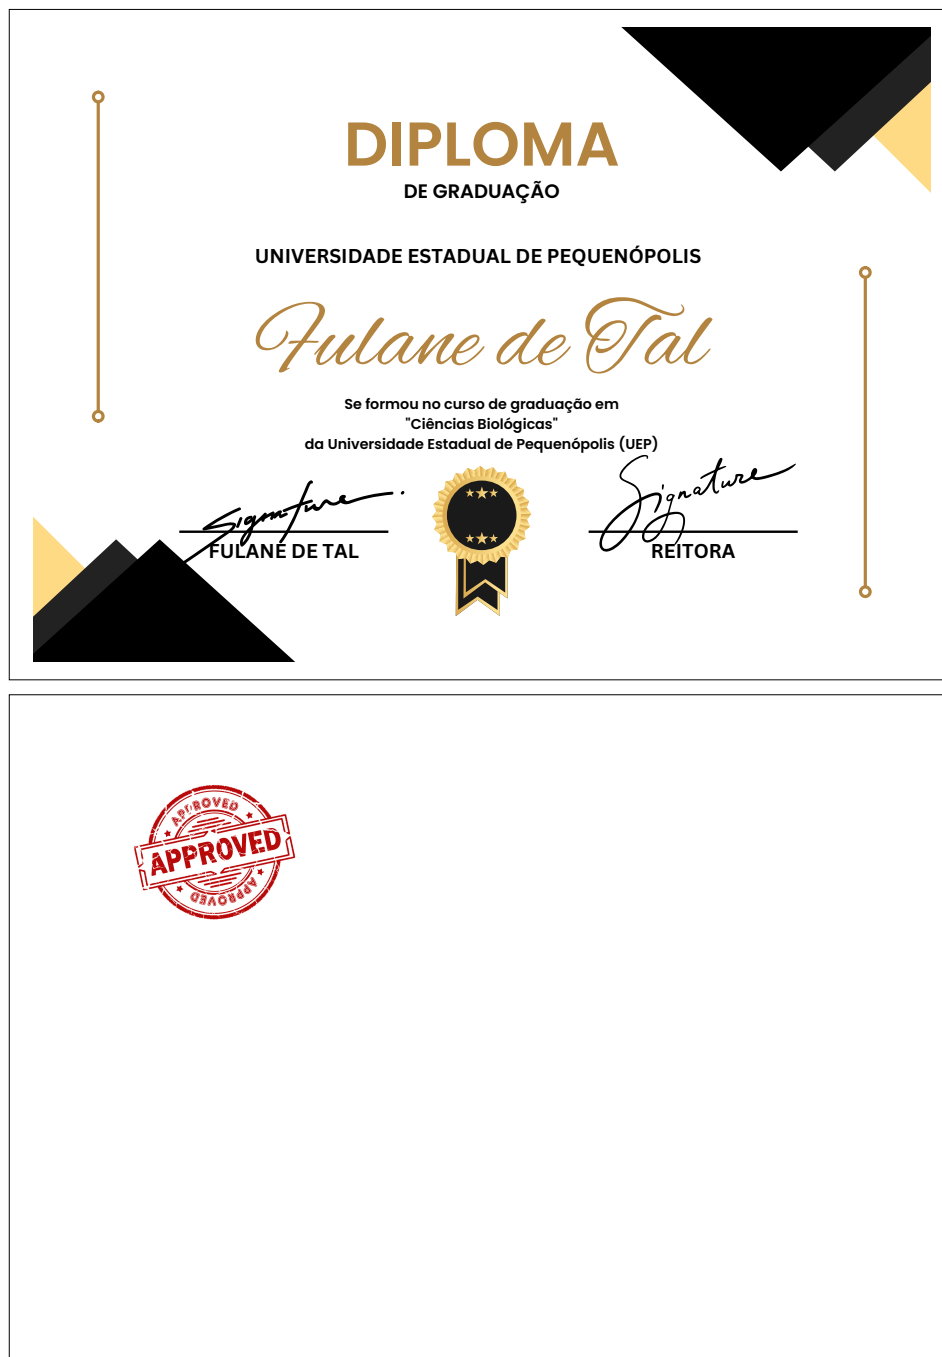 DIPLOMA
DE GRADUAÇÃO
UNIVERSIDADE ESTADUAL DE PEQUENÓPOLIS
Fulane de Tal
Se formou no curso de graduação em
"Ciências Biológicas"
da Universidade Estadual de Pequenópolis (UEP)
Signature
Signature
FULANE DE TAL
REITORA
APPROVED
APPROVED
APPROVED